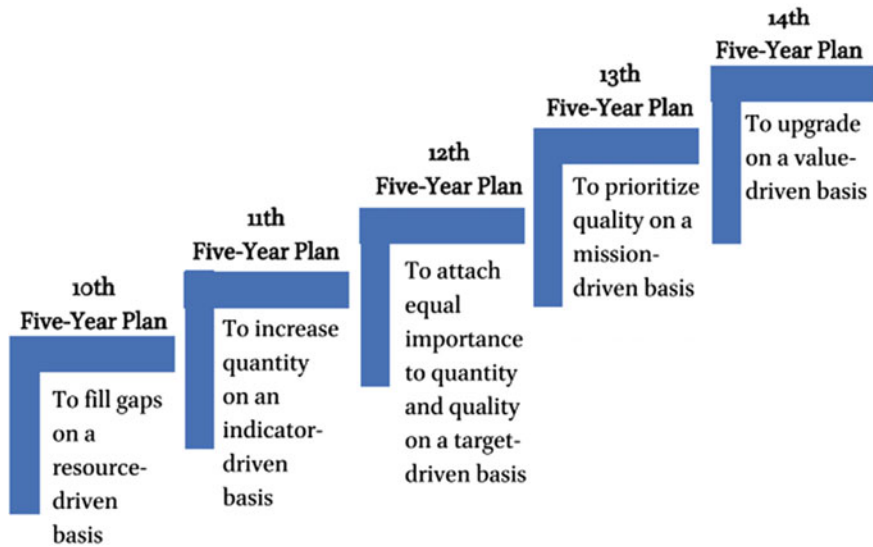 10th
Five-Year Plan
To fill gaps
on a
resource-
driven
basis
11th
Five-Year Plan
To increase
quantity
on an
indicator-
driven
basis
12th
Five-Year Plan
To attach
equal
importance
to quantity
and quality
on a target-
driven basis
13th
Five-Year Plan
To prioritize
quality on a
mission-
driven basis
14th
Five-Year Plan
To upgrade
on a value-
driven basis